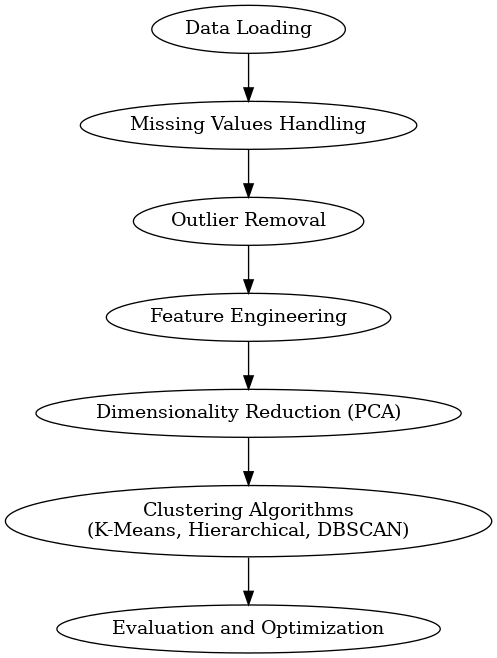 Data Loading
Missing Values Handling
Outlier Removal
Feature Engineering
Dimensionality Reduction (PCA)
Clustering Algorithms
(K-Means, Hierarchical, DBSCAN)
Evaluation and Optimization